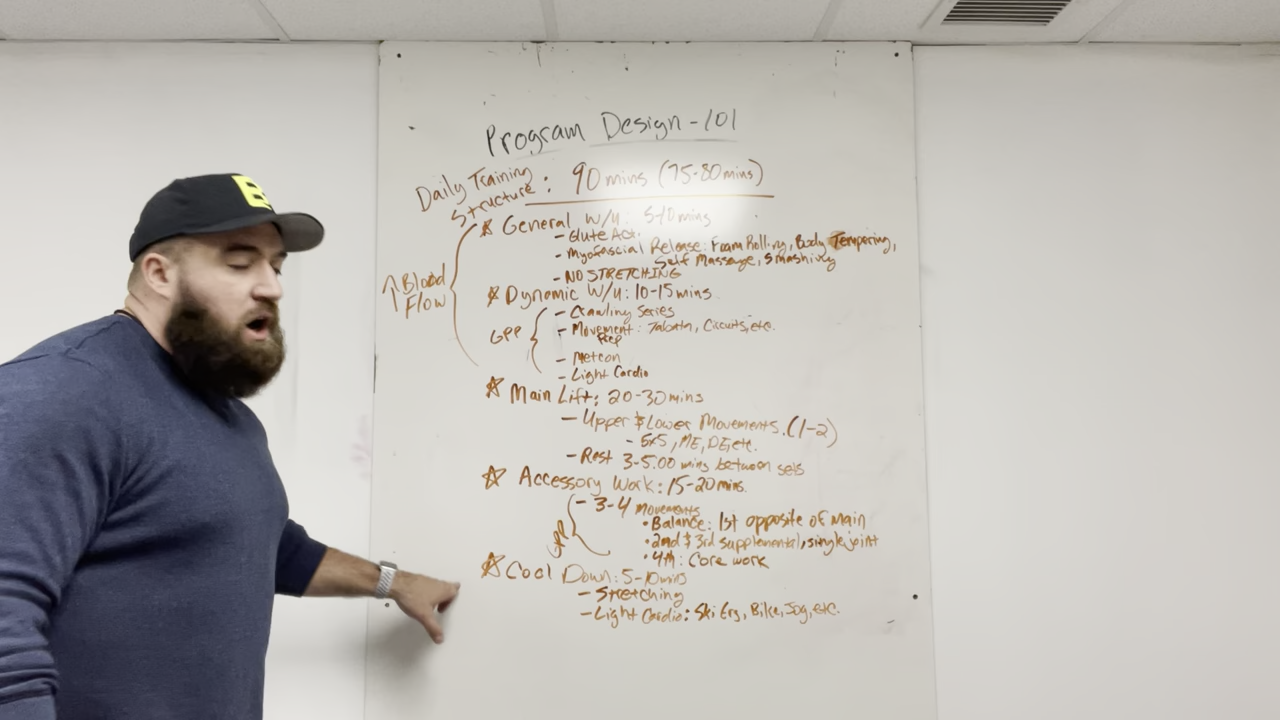 Program Design - 101
Daily Training Structure: 90 mins (75-80 mins)
☆ General W/U: 5-10 mins
- Glute Act.
- Myofascial Release: Foam Rolling, Body Tempering,
Self Massage, Smashing
- NO STRETCHING
↑ Blood Flow
☆ Dynamic W/U: 10-15 mins
GPP
- Crawling Series
- Movement Prep: Tabata, Circuits, etc.
- Metcon
- Light Cardio
☆ Main Lift: 20-30 mins
- Upper & Lower Movements. (1-2)
- 5x5, ME, DE, etc.
- Rest 3-5.00 mins between sets
☆ Accessory Work: 15-20 mins.
GPP
- 3-4 Movements
• Balance: 1st opposite of main
• 2nd & 3rd supplemental, single joint
• 4th: Core work
☆ Cool Down: 5-10 mins
- Stretching
- Light Cardio: Ski Erg, Bike, Jog, etc.